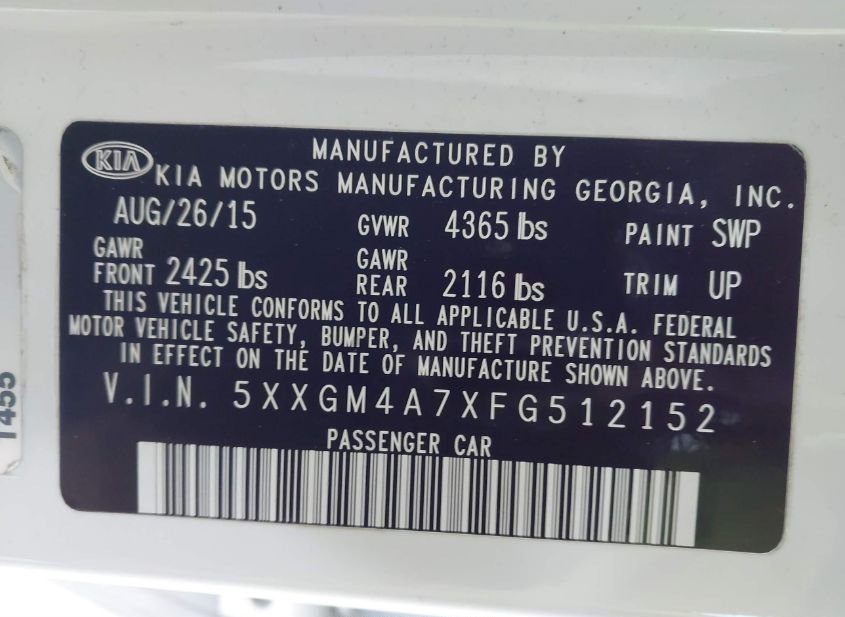 KIA
MANUFACTURED BY
KIA MOTORS MANUFACTURING GEORGIA, INC.
AUG/26/15 GVWR 4365 lbs PAINT SWP
GAWR FRONT 2425 lbs GAWR REAR 2116 lbs TRIM UP
THIS VEHICLE CONFORMS TO ALL APPLICABLE U.S.A. FEDERAL
MOTOR VEHICLE SAFETY, BUMPER, AND THEFT PREVENTION STANDARDS
IN EFFECT ON THE DATE OF MANUFACTURE SHOWN ABOVE.
V.I.N. 5XXGM4A7XFG512152
PASSENGER CAR